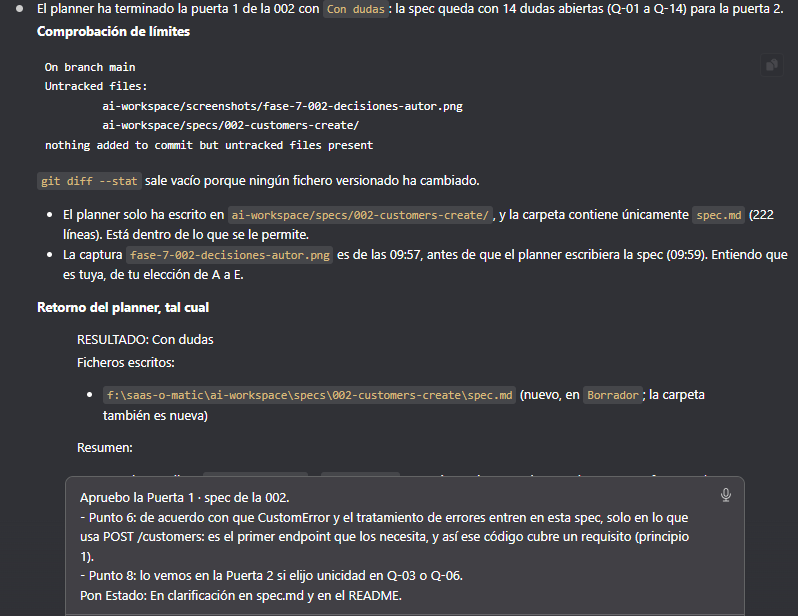 El planner ha terminado la puerta 1 de la 002 con Con dudas: la spec queda con 14 dudas abiertas (Q-01 a Q-14) para la puerta 2.
Comprobación de límites
On branch main
Untracked files:
ai-workspace/screenshots/fase-7-002-decisiones-autor.png
ai-workspace/specs/002-customers-create/
nothing added to commit but untracked files present
git diff --stat sale vacío porque ningún fichero versionado ha cambiado.
• El planner solo ha escrito en ai-workspace/specs/002-customers-create/, y la carpeta contiene únicamente spec.md (222
líneas). Está dentro de lo que se le permite.
• La captura fase-7-002-decisiones-autor.png es de las 09:57, antes de que el planner escribiera la spec (09:59). Entiendo que
es tuya, de tu elección de A a E.
Retorno del planner, tal cual
RESULTADO: Con dudas
Ficheros escritos:
• f:\saas-o-matic\ai-workspace\specs\002-customers-create\spec.md (nuevo, en Borrador; la carpeta
también es nueva)
Resumen:
Apruebo la Puerta 1 · spec de la 002.
- Punto 6: de acuerdo con que CustomError y el tratamiento de errores entren en esta spec, solo en lo que
usa POST /customers: es el primer endpoint que los necesita, y así ese código cubre un requisito (principio
1).
- Punto 8: lo vemos en la Puerta 2 si elijo unicidad en Q-03 o Q-06.
Pon Estado: En clarificación en spec.md y en el README.